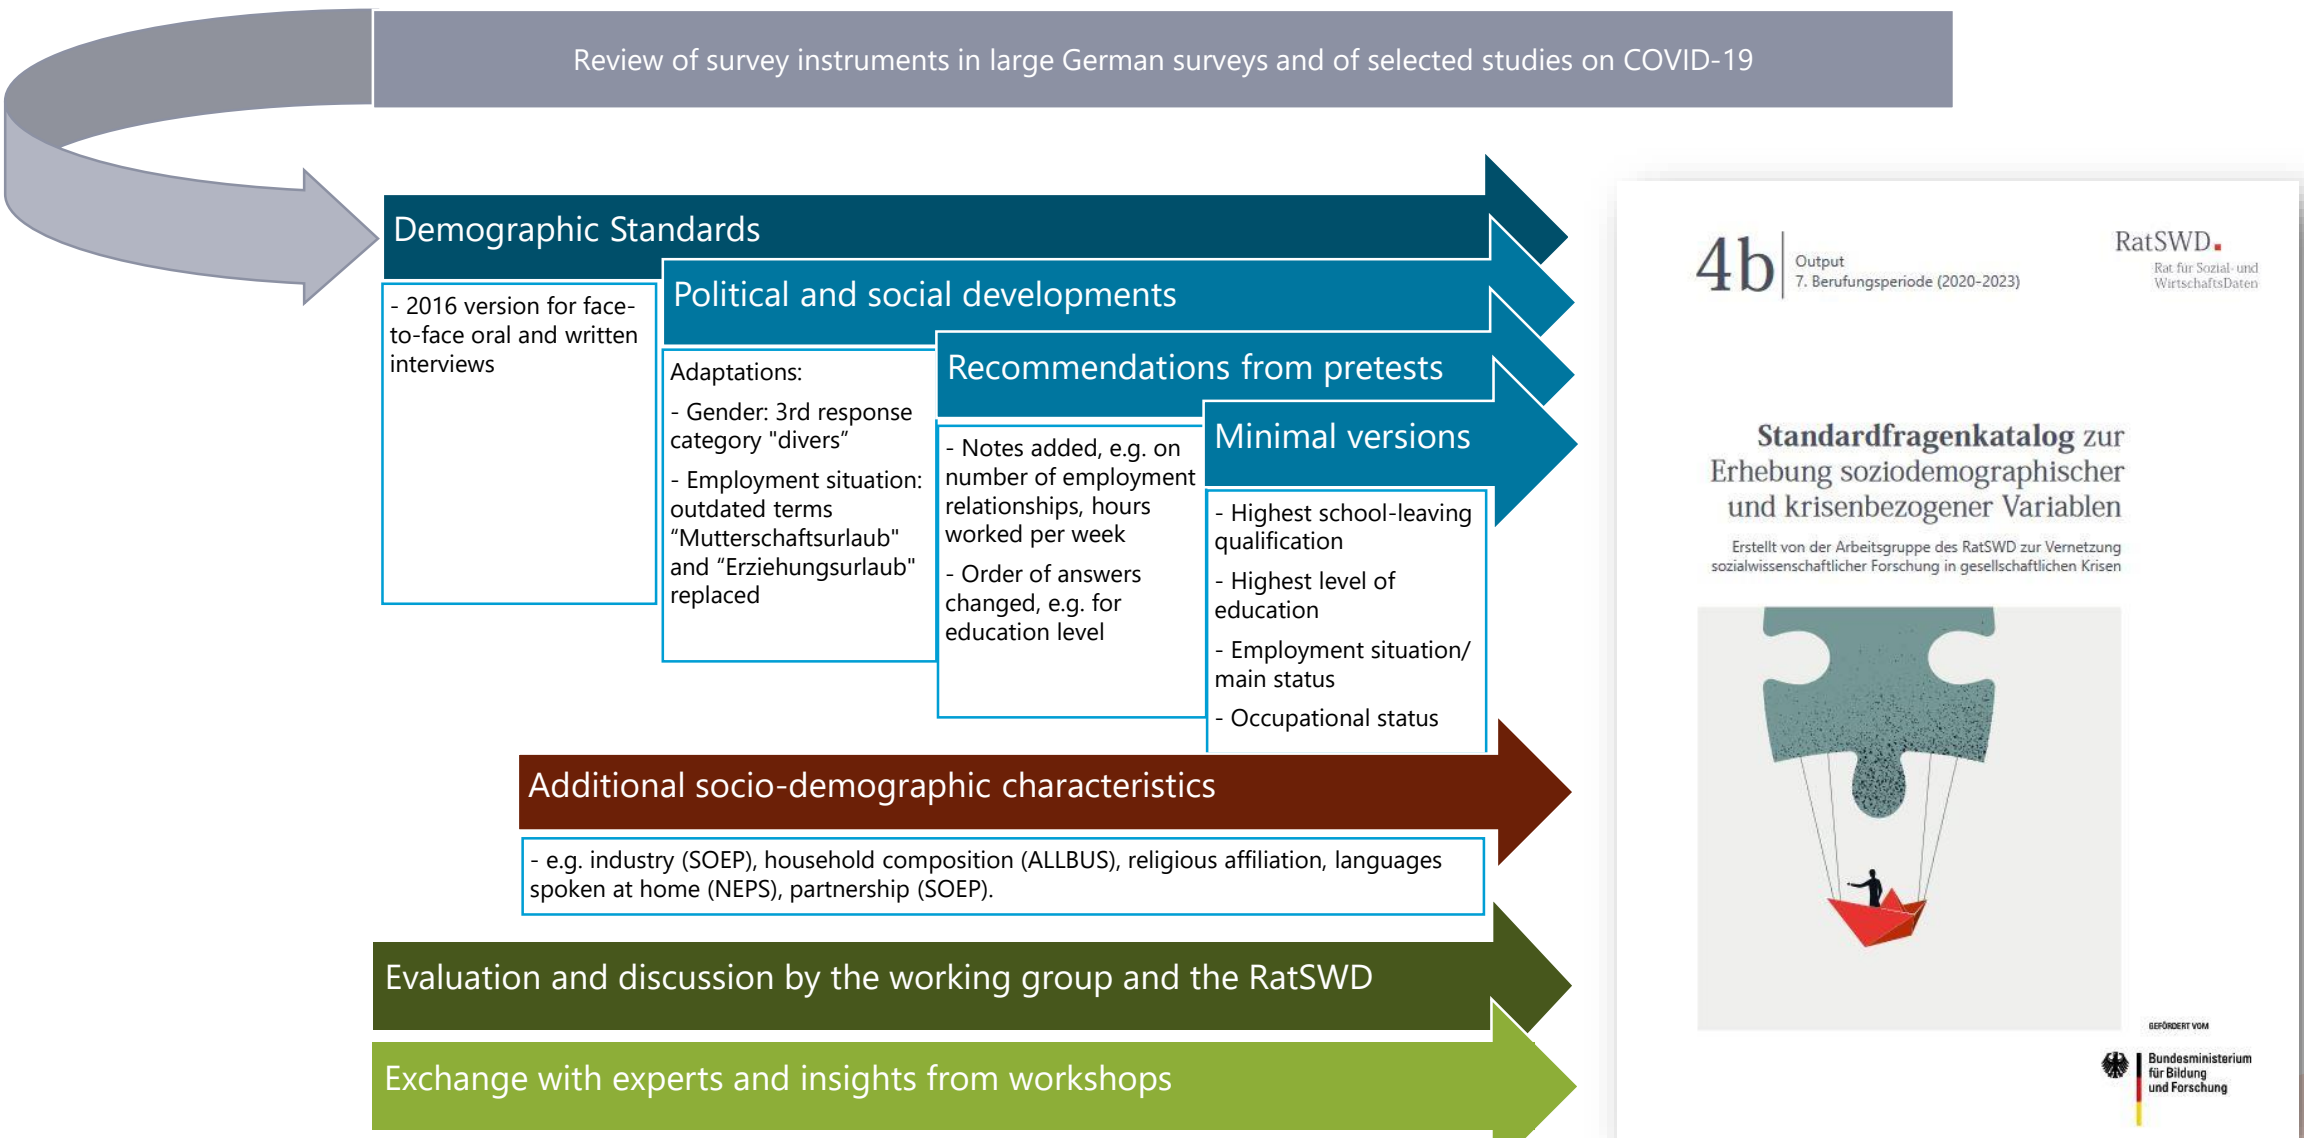 Review of survey instruments in large German surveys and of selected studies on COVID-19
Demographic Standards
- 2016 version for face-
to-face oral and written
interviews
Political and social developments
Adaptations:
- Gender: 3rd response
category "divers”
- Employment situation:
outdated terms
“Mutterschaftsurlaub"
and “Erziehungsurlaub"
replaced
Recommendations from pretests
- Notes added, e.g. on
number of employment
relationships, hours
worked per week
- Order of answers
changed, e.g. for
education level
Minimal versions
- Highest school-leaving
qualification
- Highest level of
education
- Employment situation/
main status
- Occupational status
Additional socio-demographic characteristics
- e.g. industry (SOEP), household composition (ALLBUS), religious affiliation, languages
spoken at home (NEPS), partnership (SOEP).
Evaluation and discussion by the working group and the RatSWD
Exchange with experts and insights from workshops
4b
Output
7. Berufungsperiode (2020-2023)
RatSWD.
Rat für Sozial- und
WirtschaftsDaten
Standardfragenkatalog zur
Erhebung soziodemographischer
und krisenbezogener Variablen
Erstellt von der Arbeitsgruppe des RatSWD zur Vernetzung
sozialwissenschaftlicher Forschung in gesellschaftlichen Krisen
GEFÖRDERT VOM
Bundesministerium
für Bildung
und Forschung